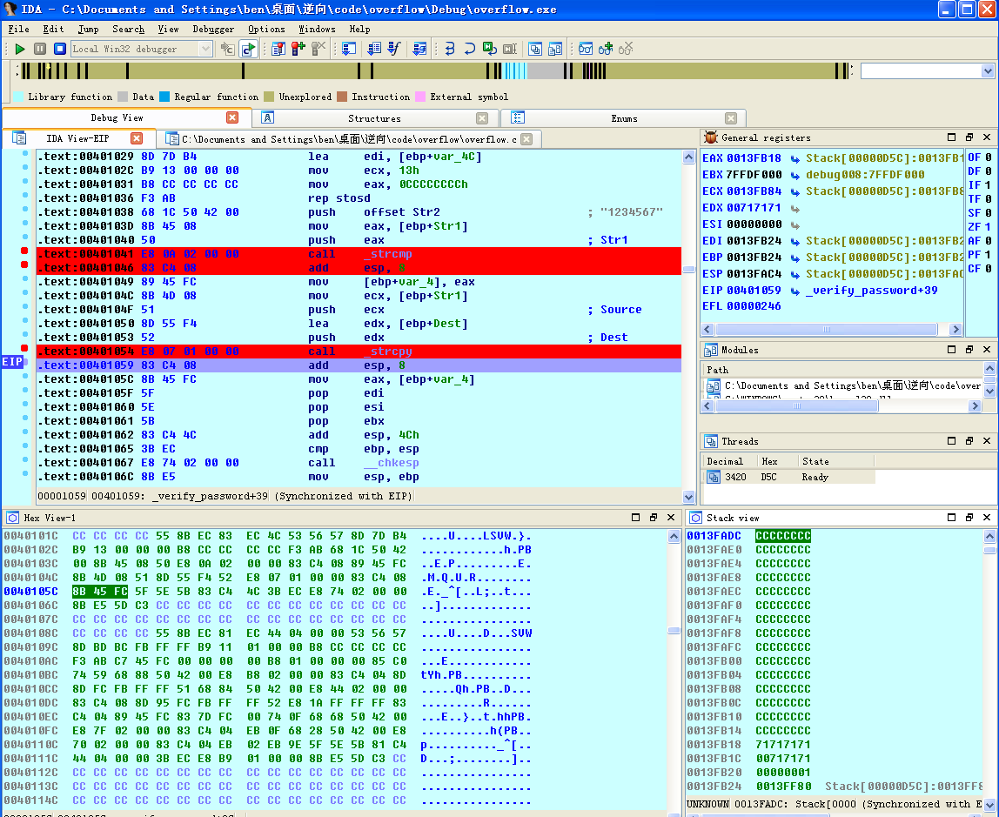 IDA - C:\Documents and Settings\ben\桌面\逆向\code\overflow\Debug\overflow.exe
File Edit Jump Search View Debugger Options Windows Help
Local Win32 debugger
Library function Data Regular function Unexplored Instruction External symbol
Debug View Structures Enums
IDA View-EIP C:\Documents and Settings\ben\桌面\逆向\code\overflow\overflow.c
.text:00401029 8D 7D B4 lea edi, [ebp+var_4C]
.text:0040102C B9 13 00 00 00 mov ecx, 13h
.text:00401031 B8 CC CC CC CC mov eax, 0CCCCCCCCh
.text:00401036 F3 AB rep stosd
.text:00401038 68 1C 50 42 00 push offset Str2 ; "1234567"
.text:0040103D 8B 45 08 mov eax, [ebp+Str1]
.text:00401040 50 push eax ; Str1
.text:00401041 E8 0A 02 00 00 call _strcmp
.text:00401046 83 C4 08 add esp, 8
.text:00401049 89 45 FC mov [ebp+var_4], eax
.text:0040104C 8B 4D 08 mov ecx, [ebp+Str1]
.text:0040104F 51 push ecx ; Source
.text:00401050 8D 55 F4 lea edx, [ebp+Dest]
.text:00401053 52 push edx ; Dest
.text:00401054 E8 07 01 00 00 call _strcpy
EIP .text:00401059 83 C4 08 add esp, 8
.text:0040105C 8B 45 FC mov eax, [ebp+var_4]
.text:0040105F 5F pop edi
.text:00401060 5E pop esi
.text:00401061 5B pop ebx
.text:00401062 83 C4 4C add esp, 4Ch
.text:00401065 3B EC cmp ebp, esp
.text:00401067 E8 74 02 00 00 call __chkesp
.text:0040106C 8B E5 mov esp, ebp
00001059 00401059: _verify_password+39 (Synchronized with EIP)
General registers
EAX 0013FB18 Stack[00000D5C]:0013FB1
EBX 7FFDF000 debug008:7FFDF000
ECX 0013FB84 Stack[00000D5C]:0013FB8
EDX 00717171
ESI 00000000
EDI 0013FB24 Stack[00000D5C]:0013FB2
EBP 0013FB24 Stack[00000D5C]:0013FB2
ESP 0013FAC4 Stack[00000D5C]:0013FAC
EIP 00401059 _verify_password+39
EFL 00000246
OF 0
DF 0
IF 1
TF 0
SF 0
ZF 1
AF 0
PF 1
CF 0
Modules
Path
C:\Documents and Settings\ben\桌面\逆向\code\over
Threads
Decimal Hex State
3420 D5C Ready
Hex View-1
0040101C CC CC CC CC 55 8B EC 83 EC 4C 53 56 57 8D 7D B4 ....U....LSVW.}.
0040102C B9 13 00 00 00 B8 CC CC CC CC F3 AB 68 1C 50 42 ............h.PB
0040103C 00 8B 45 08 50 E8 0A 02 00 00 83 C4 08 89 45 FC ..E.P.........E.
0040104C 8B 4D 08 51 8D 55 F4 52 E8 07 01 00 00 83 C4 08 .M.Q.U.R........
0040105C 8B 45 FC 5F 5E 5B 83 C4 4C 3B EC E8 74 02 00 00 .E._^[..L;..t...
0040106C 8B E5 5D C3 CC CC CC CC CC CC CC CC CC CC CC CC ..].............
0040107C CC CC CC CC CC CC CC CC CC CC CC CC CC CC CC CC ................
0040108C CC CC CC CC 55 8B EC 81 EC 44 04 00 00 53 56 57 ....U....D...SVW
0040109C 8D BD BC FB FF FF B9 11 01 00 00 B8 CC CC CC CC ................
004010AC F3 AB C7 45 FC 00 00 00 00 B8 01 00 00 00 85 C0 ...E............
004010BC 74 59 68 88 50 42 00 E8 B8 02 00 00 83 C4 04 8D tYh.PB..........
004010CC 8D FC FB FF FF 51 68 84 50 42 00 E8 44 02 00 00 .....Qh.PB..D...
004010DC 83 C4 08 8D 95 FC FB FF FF 52 E8 1A FF FF FF 83 .........R......
004010EC C4 04 89 45 FC 83 7D FC 00 74 0F 68 68 50 42 00 ...E..}..t.hhPB.
004010FC E8 7F 02 00 00 83 C4 04 EB 0F 68 28 50 42 00 E8 ..........h(PB..
0040110C 70 02 00 00 83 C4 04 EB 02 EB 9E 5F 5E 5B 81 C4 p.........._^[..
0040111C 44 04 00 00 3B EC E8 B9 01 00 00 8B E5 5D C3 CC D...;........]..
0040112C CC CC CC CC CC CC CC CC CC CC CC CC CC CC CC CC ................
0040113C CC CC CC CC CC CC CC CC CC CC CC CC CC CC CC CC ................
0040114C CC CC CC CC CC CC CC CC CC CC CC CC CC CC CC CC ................
Stack view
0013FADC CCCCCCCC
0013FAE0 CCCCCCCC
0013FAE4 CCCCCCCC
0013FAE8 CCCCCCCC
0013FAEC CCCCCCCC
0013FAF0 CCCCCCCC
0013FAF4 CCCCCCCC
0013FAF8 CCCCCCCC
0013FAFC CCCCCCCC
0013FB00 CCCCCCCC
0013FB04 CCCCCCCC
0013FB08 CCCCCCCC
0013FB0C CCCCCCCC
0013FB10 CCCCCCCC
0013FB14 CCCCCCCC
0013FB18 71717171
0013FB1C 00717171
0013FB20 00000001
0013FB24 0013FF80 Stack[00000D5C]:0013FF8
UNKNOWN 0013FADC: Stack[0000 (Synchronized with E